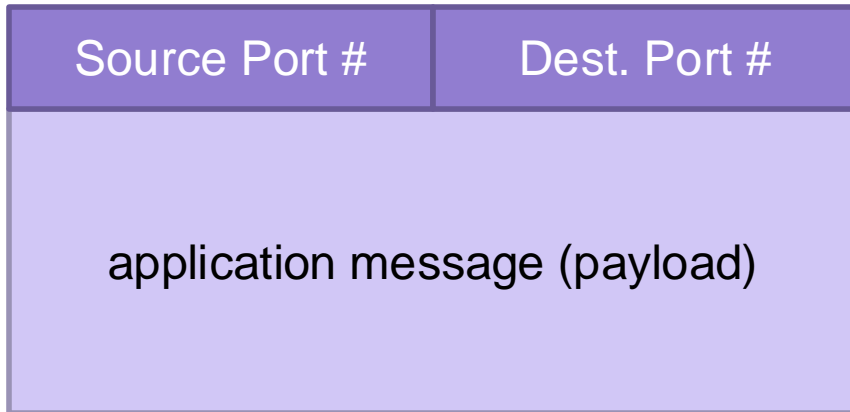 Source Port # Dest. Port #
application message (payload)